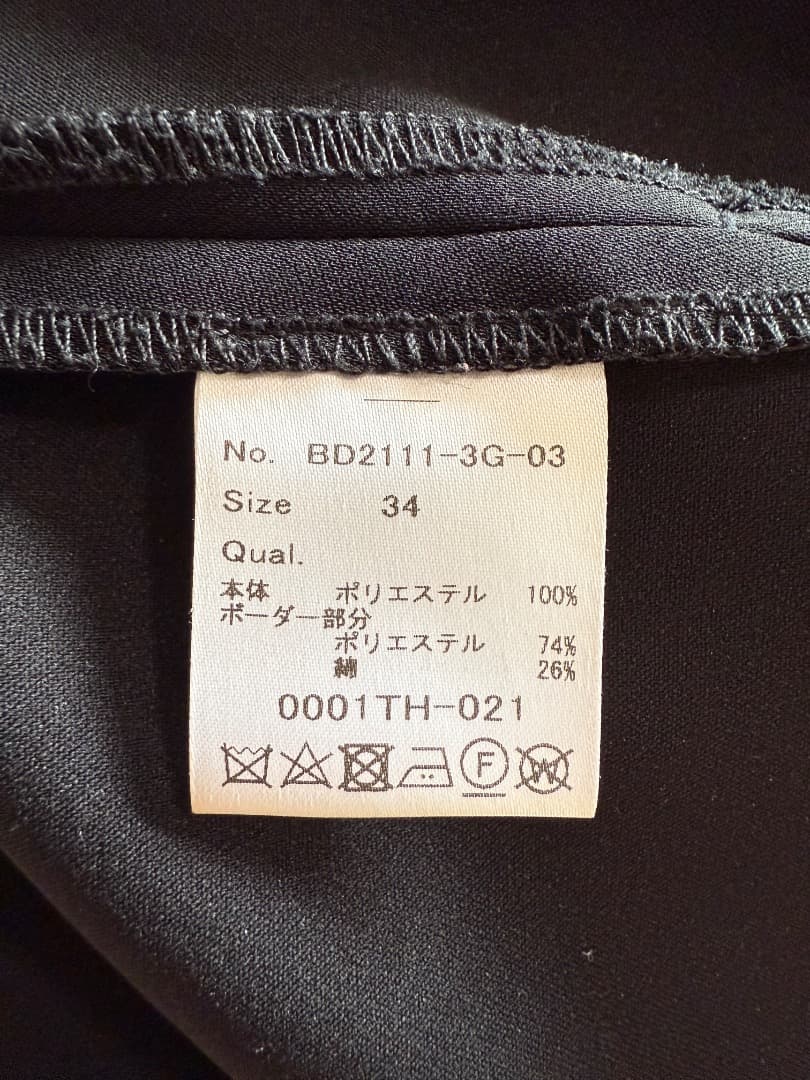 No. BD2111-3G-03
Size 34
Qual.
本体 ポリエステル 100%
ボーダー部分
ポリエステル 74%
綿 26%
0001TH-021
F W